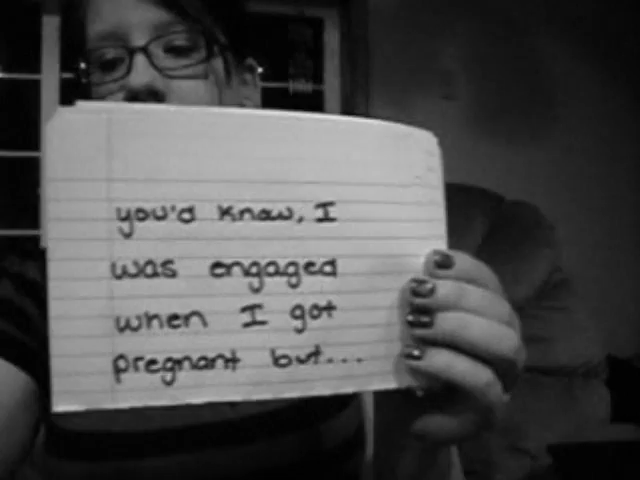 you'd know, I
was engaged
when I got
pregnant but...